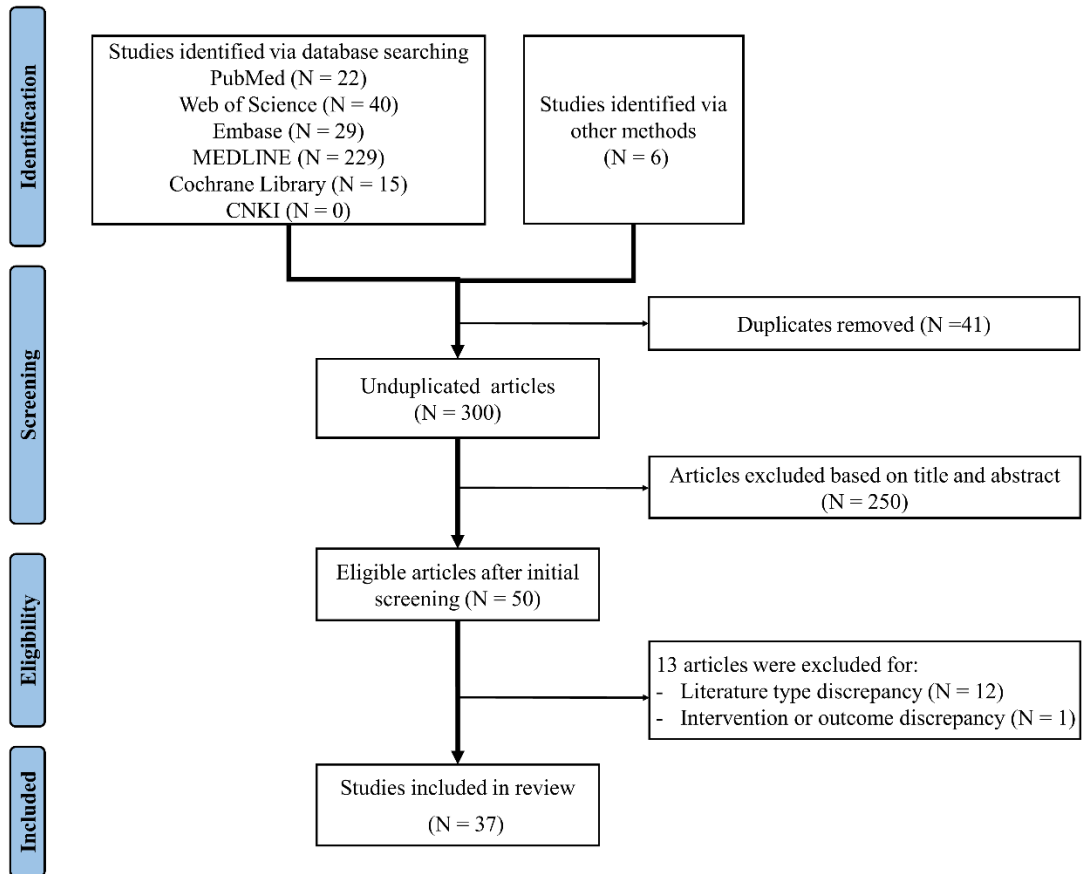 Identification
Studies identified via database searching
PubMed (N = 22)
Web of Science (N = 40)
Embase (N = 29)
MEDLINE (N = 229)
Cochrane Library (N = 15)
CNKI (N = 0)
Studies identified via
other methods
(N = 6)
Screening
Duplicates removed (N =41)
Unduplicated articles
(N = 300)
Articles excluded based on title and abstract
(N = 250)
Eligibility
Eligible articles after initial
screening (N = 50)
13 articles were excluded for:
- Literature type discrepancy (N = 12)
- Intervention or outcome discrepancy (N = 1)
Included
Studies included in review
(N = 37)